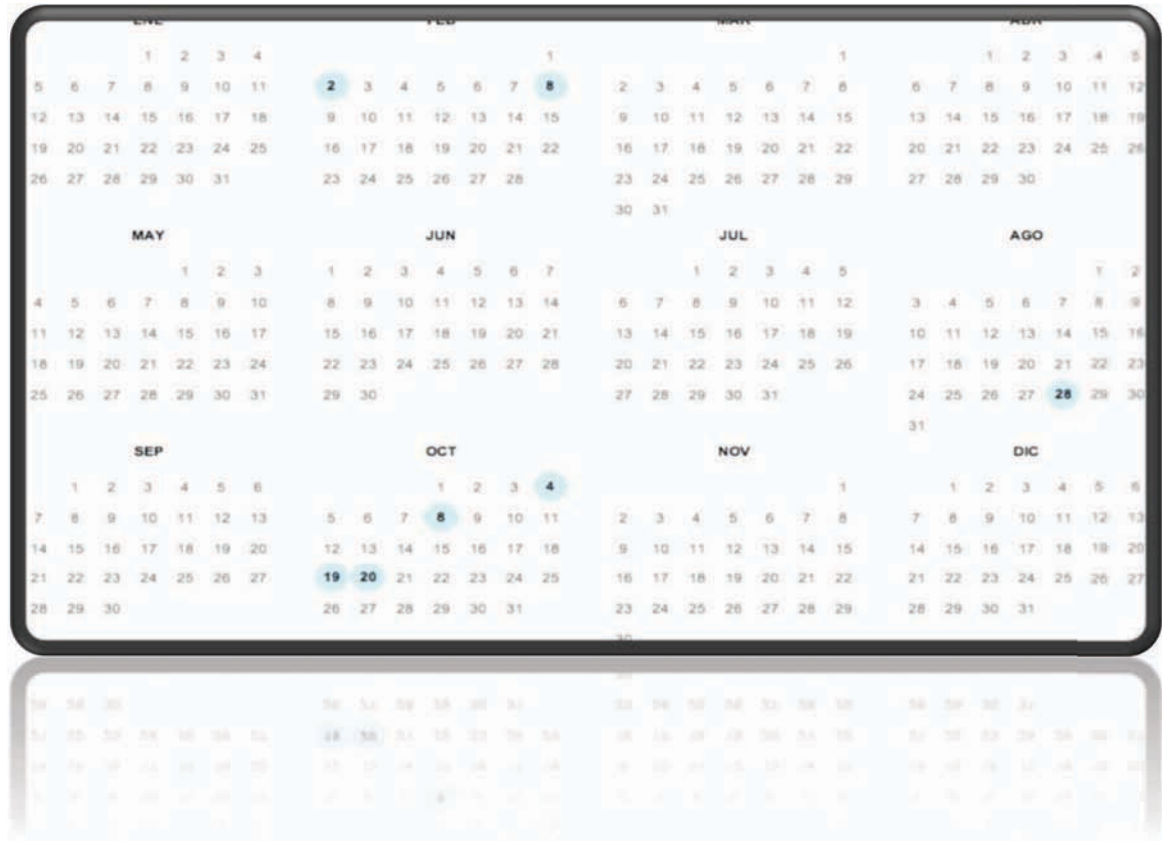 ENE
1 2 3 4
5 6 7 8 9 10 11
12 13 14 15 16 17 18
19 20 21 22 23 24 25
26 27 28 29 30 31
FEB
1
2 3 4 5 6 7 8
9 10 11 12 13 14 15
16 17 18 19 20 21 22
23 24 25 26 27 28
MAR
1
2 3 4 5 6 7 8
9 10 11 12 13 14 15
16 17 18 19 20 21 22
23 24 25 26 27 28 29
30 31
ABR
1 2 3 4 5
6 7 8 9 10 11 12
13 14 15 16 17 18 19
20 21 22 23 24 25 26
27 28 29 30
MAY
1 2 3
4 5 6 7 8 9 10
11 12 13 14 15 16 17
18 19 20 21 22 23 24
25 26 27 28 29 30 31
JUN
1 2 3 4 5 6 7
8 9 10 11 12 13 14
15 16 17 18 19 20 21
22 23 24 25 26 27 28
29 30
JUL
1 2 3 4 5
6 7 8 9 10 11 12
13 14 15 16 17 18 19
20 21 22 23 24 25 26
27 28 29 30 31
AGO
1 2
3 4 5 6 7 8 9
10 11 12 13 14 15 16
17 18 19 20 21 22 23
24 25 26 27 28 29 30
31
SEP
1 2 3 4 5 6
7 8 9 10 11 12 13
14 15 16 17 18 19 20
21 22 23 24 25 26 27
28 29 30
OCT
1 2 3 4
5 6 7 8 9 10 11
12 13 14 15 16 17 18
19 20 21 22 23 24 25
26 27 28 29 30 31
NOV
1
2 3 4 5 6 7 8
9 10 11 12 13 14 15
16 17 18 19 20 21 22
23 24 25 26 27 28 29
30
DIC
1 2 3 4 5 6
7 8 9 10 11 12 13
14 15 16 17 18 19 20
21 22 23 24 25 26 27
28 29 30 31